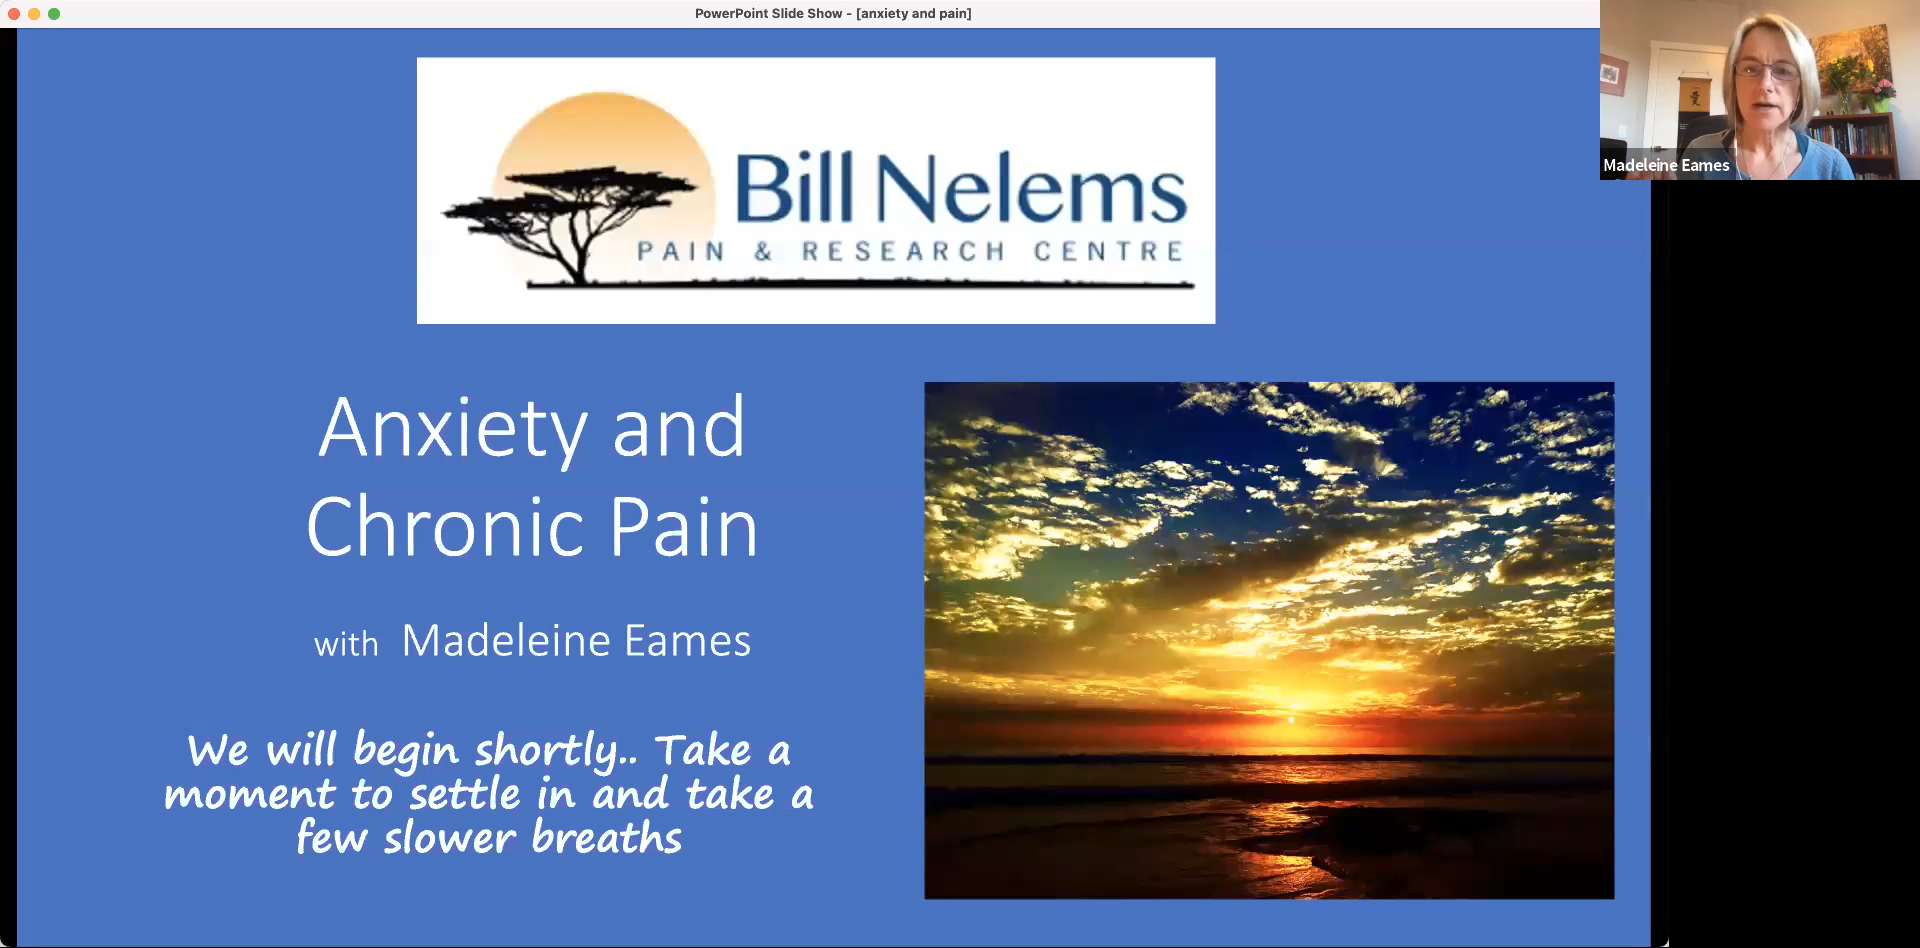 PowerPoint Slide Show - [anxiety and pain]
Madeleine Eames
Bill Nelems
PAIN & RESEARCH CENTRE
Anxiety and
Chronic Pain
with Madeleine Eames
We will begin shortly.. Take a
moment to settle in and take a
few slower breaths